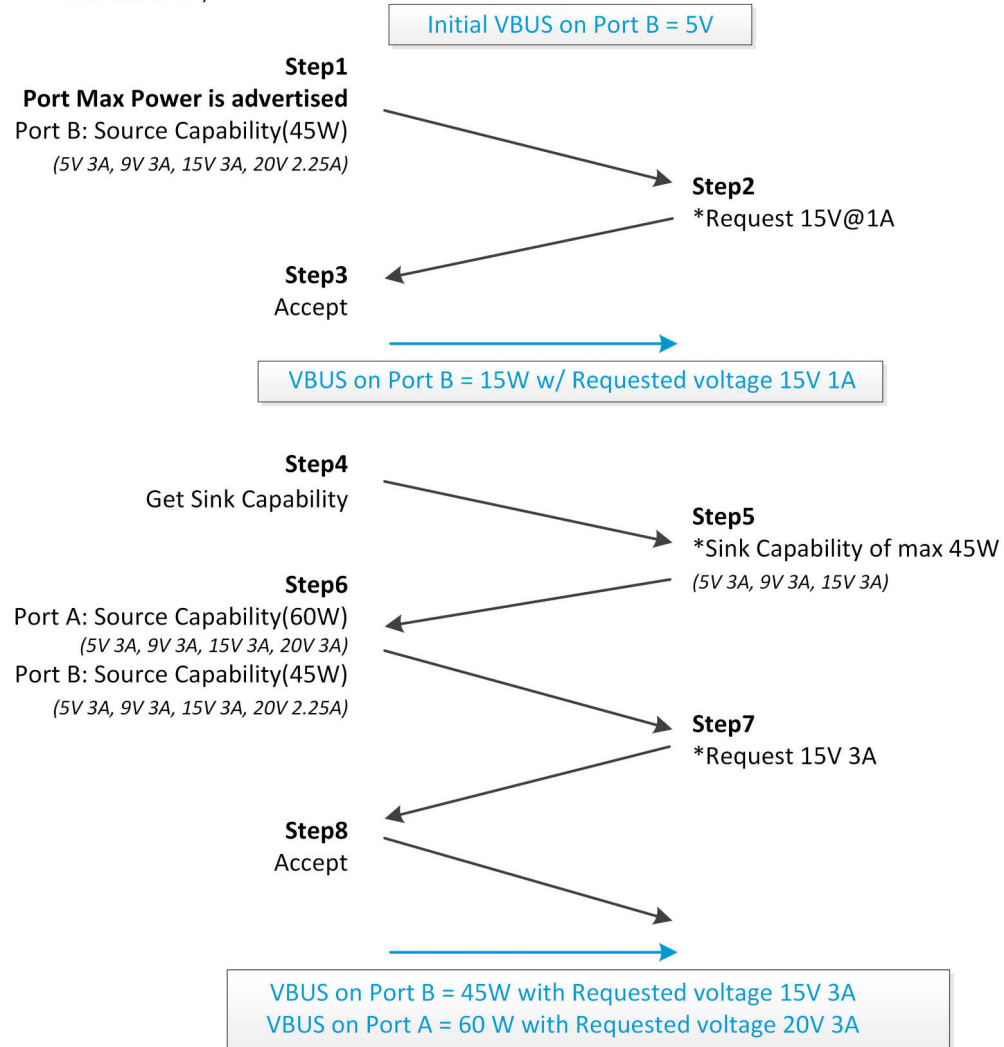 Initial VBUS on Port B = 5V
Step1
Port Max Power is advertised
Port B: Source Capability(45W)
(5V 3A, 9V 3A, 15V 3A, 20V 2.25A)
Step2
*Request 15V@1A
Step3
Accept
VBUS on Port B = 15W w/ Requested voltage 15V 1A
Step4
Get Sink Capability
Step5
*Sink Capability of max 45W
(5V 3A, 9V 3A, 15V 3A)
Step6
Port A: Source Capability(60W)
(5V 3A, 9V 3A, 15V 3A, 20V 3A)
Port B: Source Capability(45W)
(5V 3A, 9V 3A, 15V 3A, 20V 2.25A)
Step7
*Request 15V 3A
Step8
Accept
VBUS on Port B = 45W with Requested voltage 15V 3A
VBUS on Port A = 60 W with Requested voltage 20V 3A